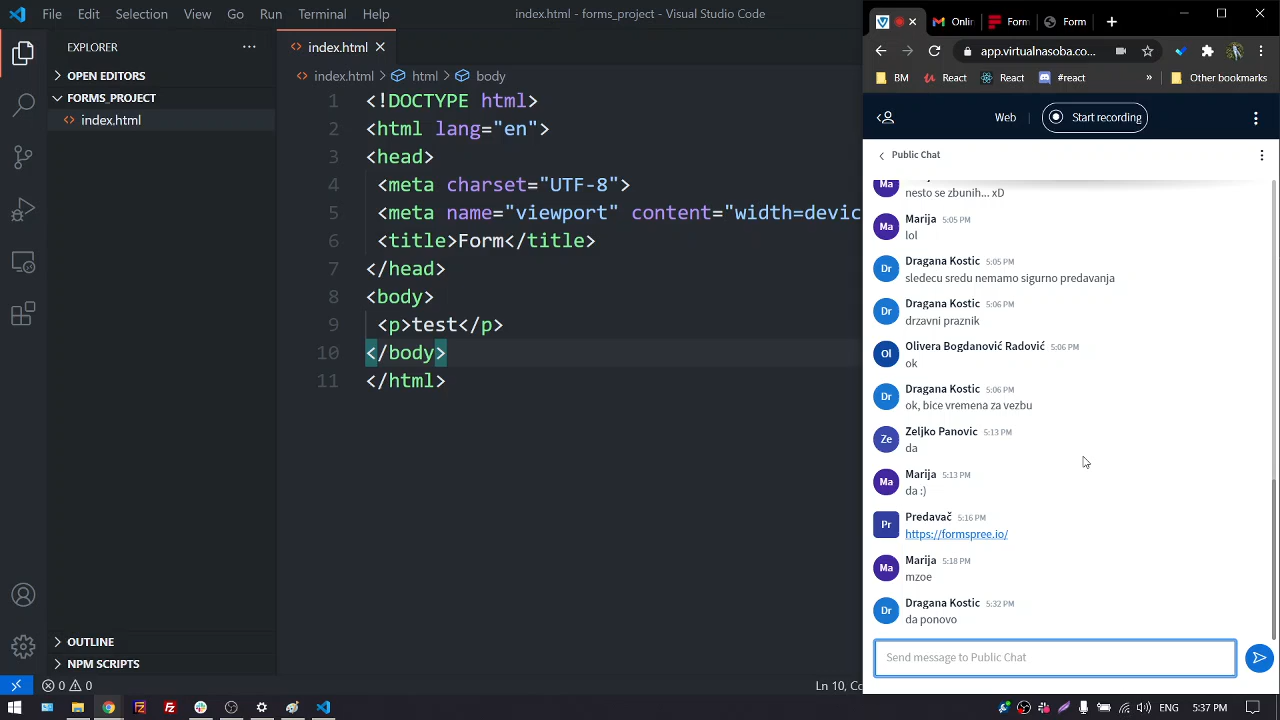 File Edit Selection View Go Run Terminal Help
index.html - forms_project - Visual Studio Code
EXPLORER
OPEN EDITORS
FORMS_PROJECT
index.html
OUTLINE
NPM SCRIPTS
index.html
index.html > html > body
1 <!DOCTYPE html>
2 <html lang="en">
3 <head>
4 <meta charset="UTF-8">
5 <meta name="viewport" content="width=devic
6 <title>Form</title>
7 </head>
8 <body>
9 <p>test</p>
10 </body>
11 </html>
0 0
Ln 10, Co
Onlin
Form
Form
app.virtualnasoba.co...
BM
React
React
#react
»
Other bookmarks
Web
Start recording
Public Chat
Ma
nesto se zbunih... xD
Ma Marija 5:05 PM
lol
Dr Dragana Kostic 5:05 PM
sledecu sredu nemamo sigurno predavanja
Dr Dragana Kostic 5:06 PM
drzavni praznik
Ol Olivera Bogdanović Radović 5:06 PM
ok
Dr Dragana Kostic 5:06 PM
ok, bice vremena za vezbu
Ze Zeljko Panovic 5:13 PM
da
Ma Marija 5:13 PM
da :)
Pr Predavač 5:16 PM
https://formspree.io/
Ma Marija 5:18 PM
mzoe
Dr Dragana Kostic 5:32 PM
da ponovo
Send message to Public Chat
ENG 5:37 PM